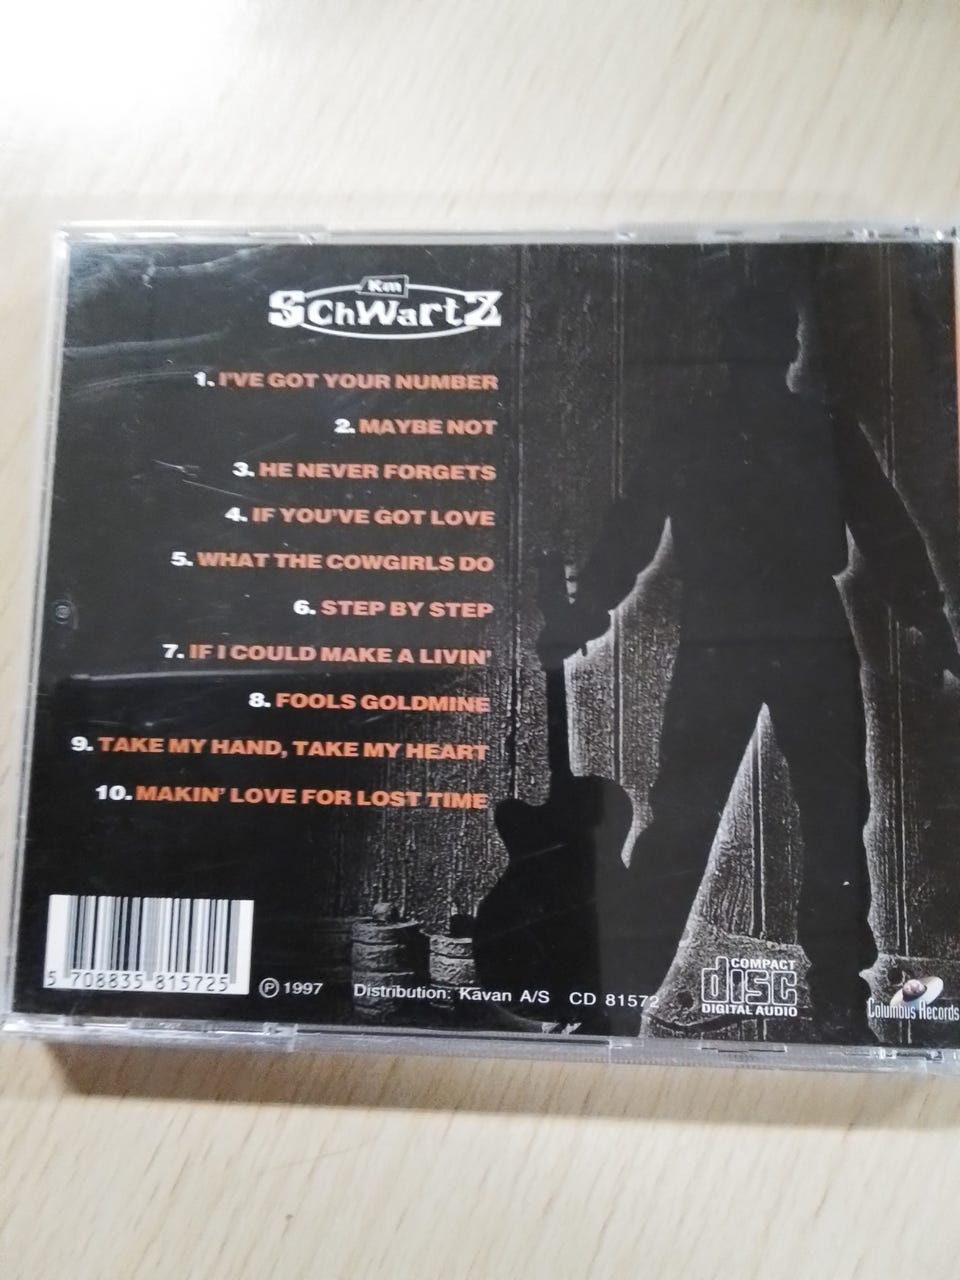 Kim
SchwartZ
1. I'VE GOT YOUR NUMBER
2. MAYBE NOT
3. HE NEVER FORGETS
4. IF YOU'VE GOT LOVE
5. WHAT THE COWGIRLS DO
6. STEP BY STEP
7. IF I COULD MAKE A LIVIN'
8. FOOLS GOLDMINE
9. TAKE MY HAND, TAKE MY HEART
10. MAKIN' LOVE FOR LOST TIME
5 708835 815725
℗ 1997
Distribution: Kavan A/S CD 81572
COMPACT
disc
DIGITAL AUDIO
Columbus Records